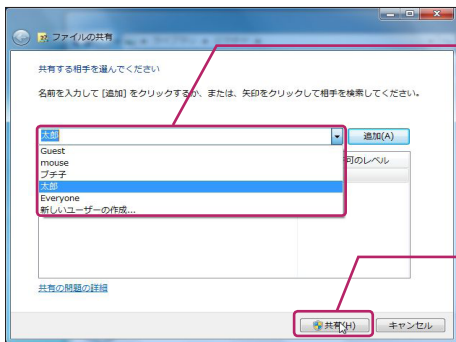 ファイルの共有
共有する相手を選んでください
名前を入力して [追加] をクリックするか、または、矢印をクリックして相手を検索してください。
太郎
追加(A)
Guest
mouse
プチ子
太郎
Everyone
新しいユーザーの作成...
可のレベル
共有の問題の詳細
共有(H)
キャンセル